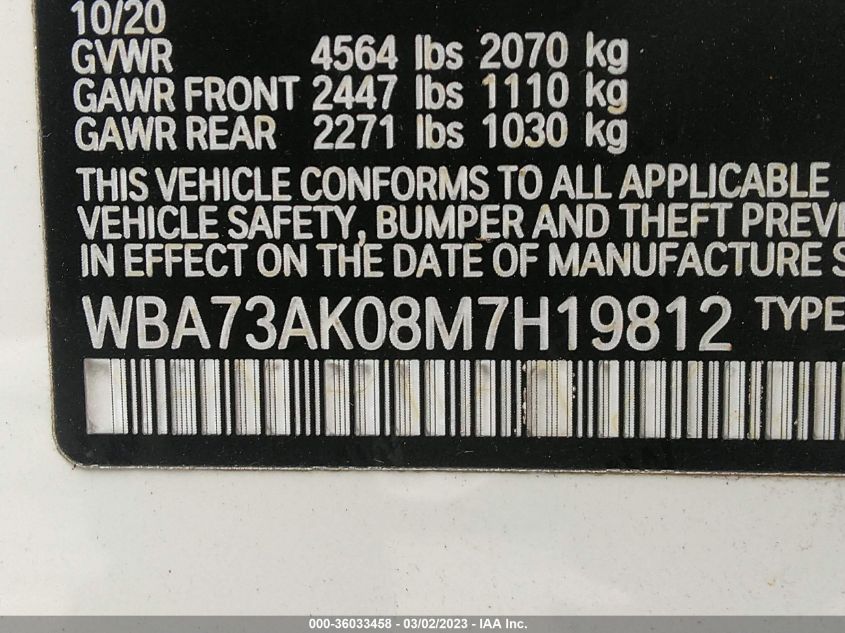 10/20
GVWR 4564 lbs 2070 kg
GAWR FRONT 2447 lbs 1110 kg
GAWR REAR 2271 lbs 1030 kg
THIS VEHICLE CONFORMS TO ALL APPLICABLE
VEHICLE SAFETY, BUMPER AND THEFT PREVE
IN EFFECT ON THE DATE OF MANUFACTURE S
WBA73AK08M7H19812 TYPE
000-36033458 - 03/02/2023 - IAA Inc.